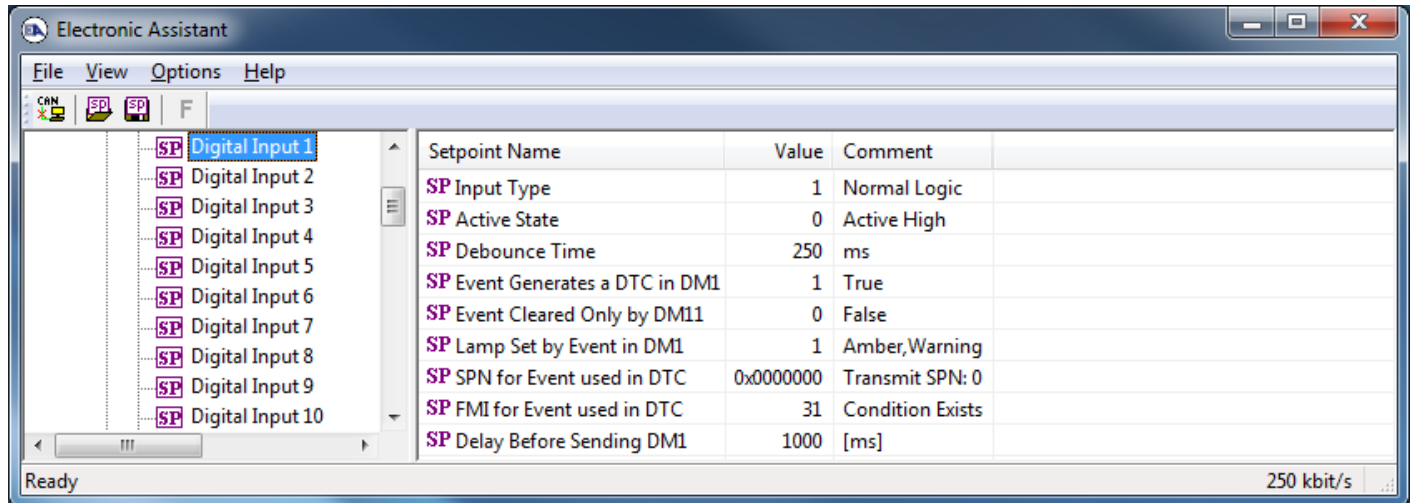 EA Electronic Assistant
File View Options Help
CAN SP SP F
SP Digital Input 1
SP Digital Input 2
SP Digital Input 3
SP Digital Input 4
SP Digital Input 5
SP Digital Input 6
SP Digital Input 7
SP Digital Input 8
SP Digital Input 9
SP Digital Input 10
Setpoint Name Value Comment
SP Input Type 1 Normal Logic
SP Active State 0 Active High
SP Debounce Time 250 ms
SP Event Generates a DTC in DM1 1 True
SP Event Cleared Only by DM11 0 False
SP Lamp Set by Event in DM1 1 Amber,Warning
SP SPN for Event used in DTC 0x0000000 Transmit SPN: 0
SP FMI for Event used in DTC 31 Condition Exists
SP Delay Before Sending DM1 1000 [ms]
Ready 250 kbit/s